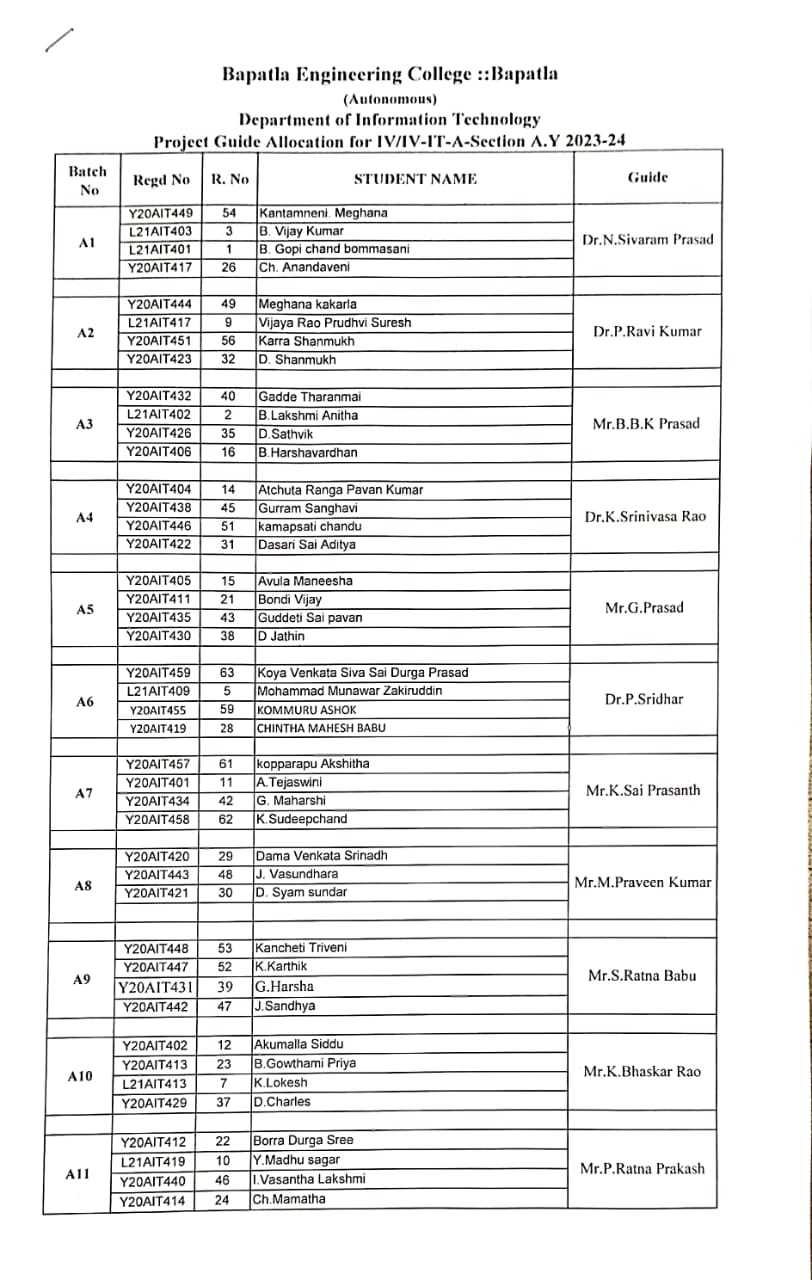 Bapatla Engineering College ::Bapatla
(Autonomous)
Department of Information Technology
Project Guide Allocation for IV/IV-IT-A-Section A.Y 2023-24
Batch No Regd No R. No STUDENT NAME Guide
A1 Dr.N.Sivaram Prasad
Y20AIT449 54 Kantamneni. Meghana
L21AIT403 3 B. Vijay Kumar
L21AIT401 1 B. Gopi chand bommasani
Y20AIT417 26 Ch. Anandaveni
A2 Dr.P.Ravi Kumar
Y20AIT444 49 Meghana kakarla
L21AIT417 9 Vijaya Rao Prudhvi Suresh
Y20AIT451 56 Karra Shanmukh
Y20AIT423 32 D. Shanmukh
A3 Mr.B.B.K Prasad
Y20AIT432 40 Gadde Tharanmai
L21AIT402 2 B.Lakshmi Anitha
Y20AIT426 35 D.Sathvik
Y20AIT406 16 B.Harshavardhan
A4 Dr.K.Srinivasa Rao
Y20AIT404 14 Atchuta Ranga Pavan Kumar
Y20AIT438 45 Gurram Sanghavi
Y20AIT446 51 kamapsati chandu
Y20AIT422 31 Dasari Sai Aditya
A5 Mr.G.Prasad
Y20AIT405 15 Avula Maneesha
Y20AIT411 21 Bondi Vijay
Y20AIT435 43 Guddeti Sai pavan
Y20AIT430 38 D Jathin
A6 Dr.P.Sridhar
Y20AIT459 63 Koya Venkata Siva Sai Durga Prasad
L21AIT409 5 Mohammad Munawar Zakiruddin
Y20AIT455 59 KOMMURU ASHOK
Y20AIT419 28 CHINTHA MAHESH BABU
A7 Mr.K.Sai Prasanth
Y20AIT457 61 kopparapu Akshitha
Y20AIT401 11 A.Tejaswini
Y20AIT434 42 G. Maharshi
Y20AIT458 62 K.Sudeepchand
A8 Mr.M.Praveen Kumar
Y20AIT420 29 Dama Venkata Srinadh
Y20AIT443 48 J. Vasundhara
Y20AIT421 30 D. Syam sundar
A9 Mr.S.Ratna Babu
Y20AIT448 53 Kancheti Triveni
Y20AIT447 52 K.Karthik
Y20AIT431 39 G.Harsha
Y20AIT442 47 J.Sandhya
A10 Mr.K.Bhaskar Rao
Y20AIT402 12 Akumalla Siddu
Y20AIT413 23 B.Gowthami Priya
L21AIT413 7 K.Lokesh
Y20AIT429 37 D.Charles
A11 Mr.P.Ratna Prakash
Y20AIT412 22 Borra Durga Sree
L21AIT419 10 Y.Madhu sagar
Y20AIT440 46 I.Vasantha Lakshmi
Y20AIT414 24 Ch.Mamatha